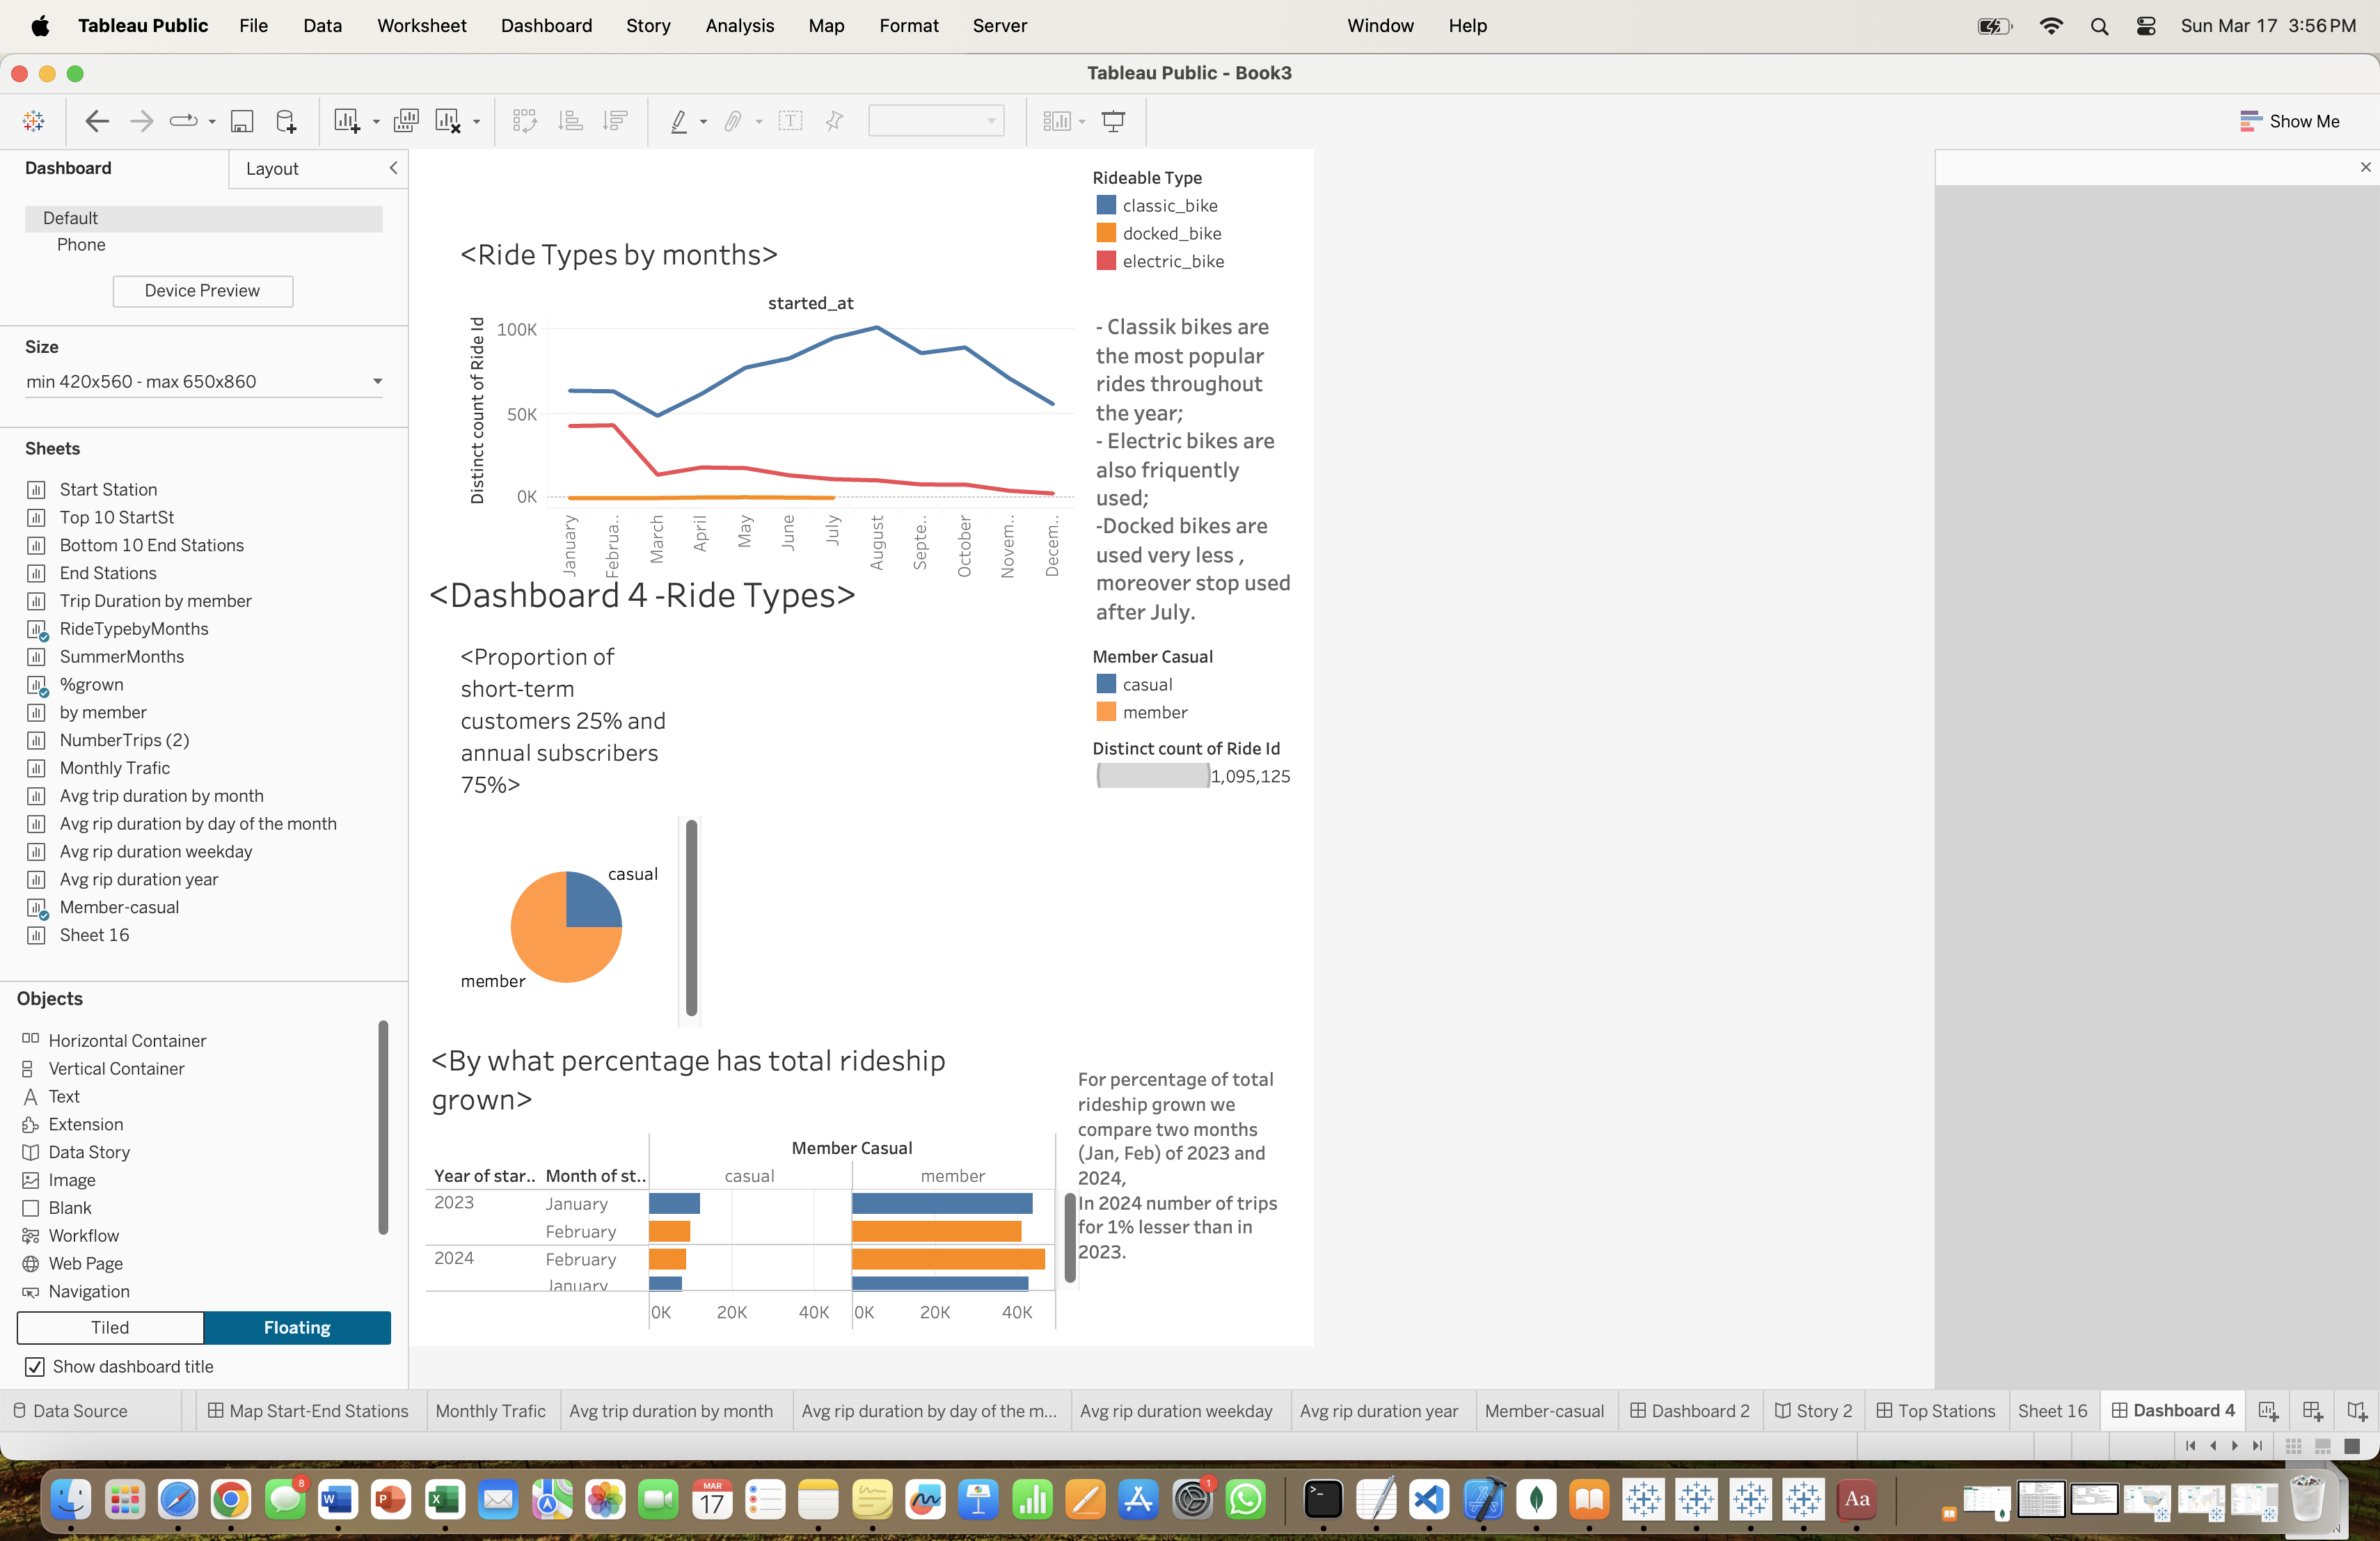 Tableau Public File Data Worksheet Dashboard Story Analysis Map Format Server Window Help Sun Mar 17 3:56 PM
Tableau Public - Book3
Show Me
Dashboard
Layout
Default
Phone
Device Preview
Size
min 420x560 - max 650x860
Sheets
Start Station
Top 10 StartSt
Bottom 10 End Stations
End Stations
Trip Duration by member
RideTypebyMonths
SummerMonths
%grown
by member
NumberTrips (2)
Monthly Trafic
Avg trip duration by month
Avg rip duration by day of the month
Avg rip duration weekday
Avg rip duration year
Member-casual
Sheet 16
Objects
Horizontal Container
Vertical Container
Text
Extension
Data Story
Image
Blank
Workflow
Web Page
Navigation
Tiled
Floating
Show dashboard title
<Ride Types by months>
started_at
Distinct count of Ride Id
100K
50K
0K
January
Februa..
March
April
May
June
July
August
Septe..
October
Novem..
Decem..
Rideable Type
classic_bike
docked_bike
electric_bike
- Classik bikes are
the most popular
rides throughout
the year;
- Electric bikes are
also friquently
used;
-Docked bikes are
used very less ,
moreover stop used
after July.
<Dashboard 4 -Ride Types>
<Proportion of
short-term
customers 25% and
annual subscribers
75%>
casual
member
Member Casual
casual
member
Distinct count of Ride Id
1,095,125
<By what percentage has total rideship
grown>
Member Casual
Year of star.. Month of st.. casual member
2023 January
February
2024 February
January
0K 20K 40K 0K 20K 40K
For percentage of total
rideship grown we
compare two months
(Jan, Feb) of 2023 and
2024,
In 2024 number of trips
for 1% lesser than in
2023.
Data Source Map Start-End Stations Monthly Trafic Avg trip duration by month Avg rip duration by day of the m... Avg rip duration weekday Avg rip duration year Member-casual Dashboard 2 Story 2 Top Stations Sheet 16 Dashboard 4
8
MAR
17
1
Aa